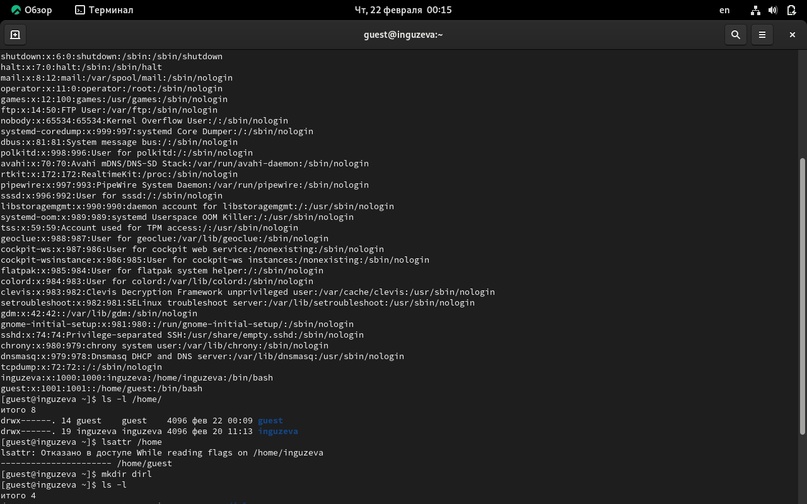 Обзор
Терминал
Чт, 22 февраля 00:15
en
guest@inguzeva:~
shutdown:x:6:0:shutdown:/sbin:/sbin/shutdown
halt:x:7:0:halt:/sbin:/sbin/halt
mail:x:8:12:mail:/var/spool/mail:/sbin/nologin
operator:x:11:0:operator:/root:/sbin/nologin
games:x:12:100:games:/usr/games:/sbin/nologin
ftp:x:14:50:FTP User:/var/ftp:/sbin/nologin
nobody:x:65534:65534:Kernel Overflow User:/:/sbin/nologin
systemd-coredump:x:999:997:systemd Core Dumper:/:/sbin/nologin
dbus:x:81:81:System message bus:/:/sbin/nologin
polkitd:x:998:996:User for polkitd:/:/sbin/nologin
avahi:x:70:70:Avahi mDNS/DNS-SD Stack:/var/run/avahi-daemon:/sbin/nologin
rtkit:x:172:172:RealtimeKit:/proc:/sbin/nologin
pipewire:x:997:993:PipeWire System Daemon:/var/run/pipewire:/sbin/nologin
sssd:x:996:992:User for sssd:/:/sbin/nologin
libstoragemgmt:x:990:990:daemon account for libstoragemgmt:/:/usr/sbin/nologin
systemd-oom:x:989:989:systemd Userspace OOM Killer:/:/usr/sbin/nologin
tss:x:59:59:Account used for TPM access:/:/usr/sbin/nologin
geoclue:x:988:987:User for geoclue:/var/lib/geoclue:/sbin/nologin
cockpit-ws:x:987:986:User for cockpit web service:/nonexisting:/sbin/nologin
cockpit-wsinstance:x:986:985:User for cockpit-ws instances:/nonexisting:/sbin/nologin
flatpak:x:985:984:User for flatpak system helper:/:/sbin/nologin
colord:x:984:983:User for colord:/var/lib/colord:/sbin/nologin
clevis:x:983:982:Clevis Decryption Framework unprivileged user:/var/cache/clevis:/usr/sbin/nologin
setroubleshoot:x:982:981:SELinux troubleshoot server:/var/lib/setroubleshoot:/usr/sbin/nologin
gdm:x:42:42::/var/lib/gdm:/sbin/nologin
gnome-initial-setup:x:981:980::/run/gnome-initial-setup/:/sbin/nologin
sshd:x:74:74:Privilege-separated SSH:/usr/share/empty.sshd:/sbin/nologin
chrony:x:980:979:chrony system user:/var/lib/chrony:/sbin/nologin
dnsmasq:x:979:978:Dnsmasq DHCP and DNS server:/var/lib/dnsmasq:/usr/sbin/nologin
tcpdump:x:72:72::/:/sbin/nologin
inguzeva:x:1000:1000:inguzeva:/home/inguzeva:/bin/bash
guest:x:1001:1001::/home/guest:/bin/bash
[guest@inguzeva ~]$ ls -l /home/
итого 8
drwx------. 14 guest    guest    4096 фев 22 00:09 guest
drwx------. 19 inguzeva inguzeva 4096 фев 20 11:13 inguzeva
[guest@inguzeva ~]$ lsattr /home
lsattr: Отказано в доступе While reading flags on /home/inguzeva
---------------------- /home/guest
[guest@inguzeva ~]$ mkdir dirl
[guest@inguzeva ~]$ ls -l
итого 4